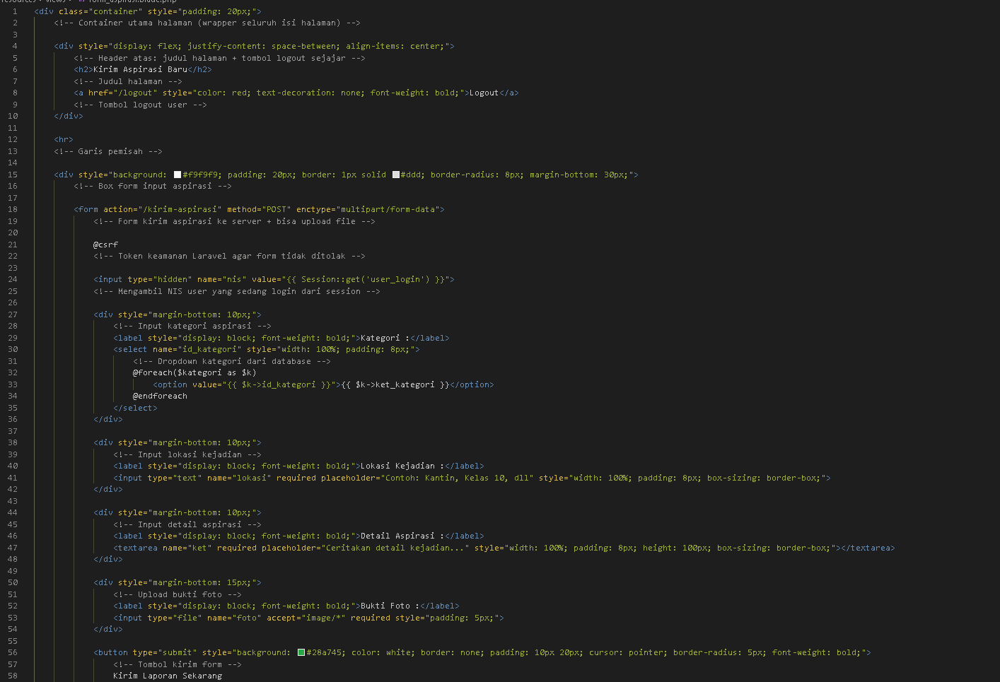 resources > views > form_aspirasi.blade.php
1 <div class="container" style="padding: 20px;">
2 <!-- Container utama halaman (wrapper seluruh isi halaman) -->
3
4 <div style="display: flex; justify-content: space-between; align-items: center;">
5 <!-- Header atas: judul halaman + tombol logout sejajar -->
6 <h2>Kirim Aspirasi Baru</h2>
7 <!-- Judul halaman -->
8 <a href="/logout" style="color: red; text-decoration: none; font-weight: bold;">Logout</a>
9 <!-- Tombol logout user -->
10 </div>
11
12 <hr>
13 <!-- Garis pemisah -->
14
15 <div style="background: #f9f9f9; padding: 20px; border: 1px solid #ddd; border-radius: 8px; margin-bottom: 30px;">
16 <!-- Box form input aspirasi -->
17
18 <form action="/kirim-aspirasi" method="POST" enctype="multipart/form-data">
19 <!-- Form kirim aspirasi ke server + bisa upload file -->
20
21 @csrf
22 <!-- Token keamanan Laravel agar form tidak ditolak -->
23
24 <input type="hidden" name="nis" value="{{ Session::get('user_login') }}">
25 <!-- Mengambil NIS user yang sedang login dari session -->
26
27 <div style="margin-bottom: 10px;">
28 <!-- Input kategori aspirasi -->
29 <label style="display: block; font-weight: bold;">Kategori :</label>
30 <select name="id_kategori" style="width: 100%; padding: 8px;">
31 <!-- Dropdown kategori dari database -->
32 @foreach($kategori as $k)
33 <option value="{{ $k->id_kategori }}">{{ $k->ket_kategori }}</option>
34 @endforeach
35 </select>
36 </div>
37
38 <div style="margin-bottom: 10px;">
39 <!-- Input lokasi kejadian -->
40 <label style="display: block; font-weight: bold;">Lokasi Kejadian :</label>
41 <input type="text" name="lokasi" required placeholder="Contoh: Kantin, Kelas 10, dll" style="width: 100%; padding: 8px; box-sizing: border-box;">
42 </div>
43
44 <div style="margin-bottom: 10px;">
45 <!-- Input detail aspirasi -->
46 <label style="display: block; font-weight: bold;">Detail Aspirasi :</label>
47 <textarea name="ket" required placeholder="Ceritakan detail kejadian..." style="width: 100%; padding: 8px; height: 100px; box-sizing: border-box;"></textarea>
48 </div>
49
50 <div style="margin-bottom: 15px;">
51 <!-- Upload bukti foto -->
52 <label style="display: block; font-weight: bold;">Bukti Foto :</label>
53 <input type="file" name="foto" accept="image/*" required style="padding: 5px;">
54 </div>
55
56 <button type="submit" style="background: #28a745; color: white; border: none; padding: 10px 20px; cursor: pointer; border-radius: 5px; font-weight: bold;">
57 <!-- Tombol kirim form -->
58 Kirim Laporan Sekarang